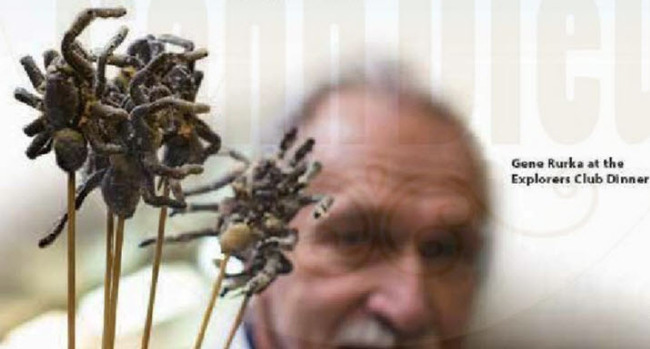 Gene Rurka at the
Explorers Club Dinner